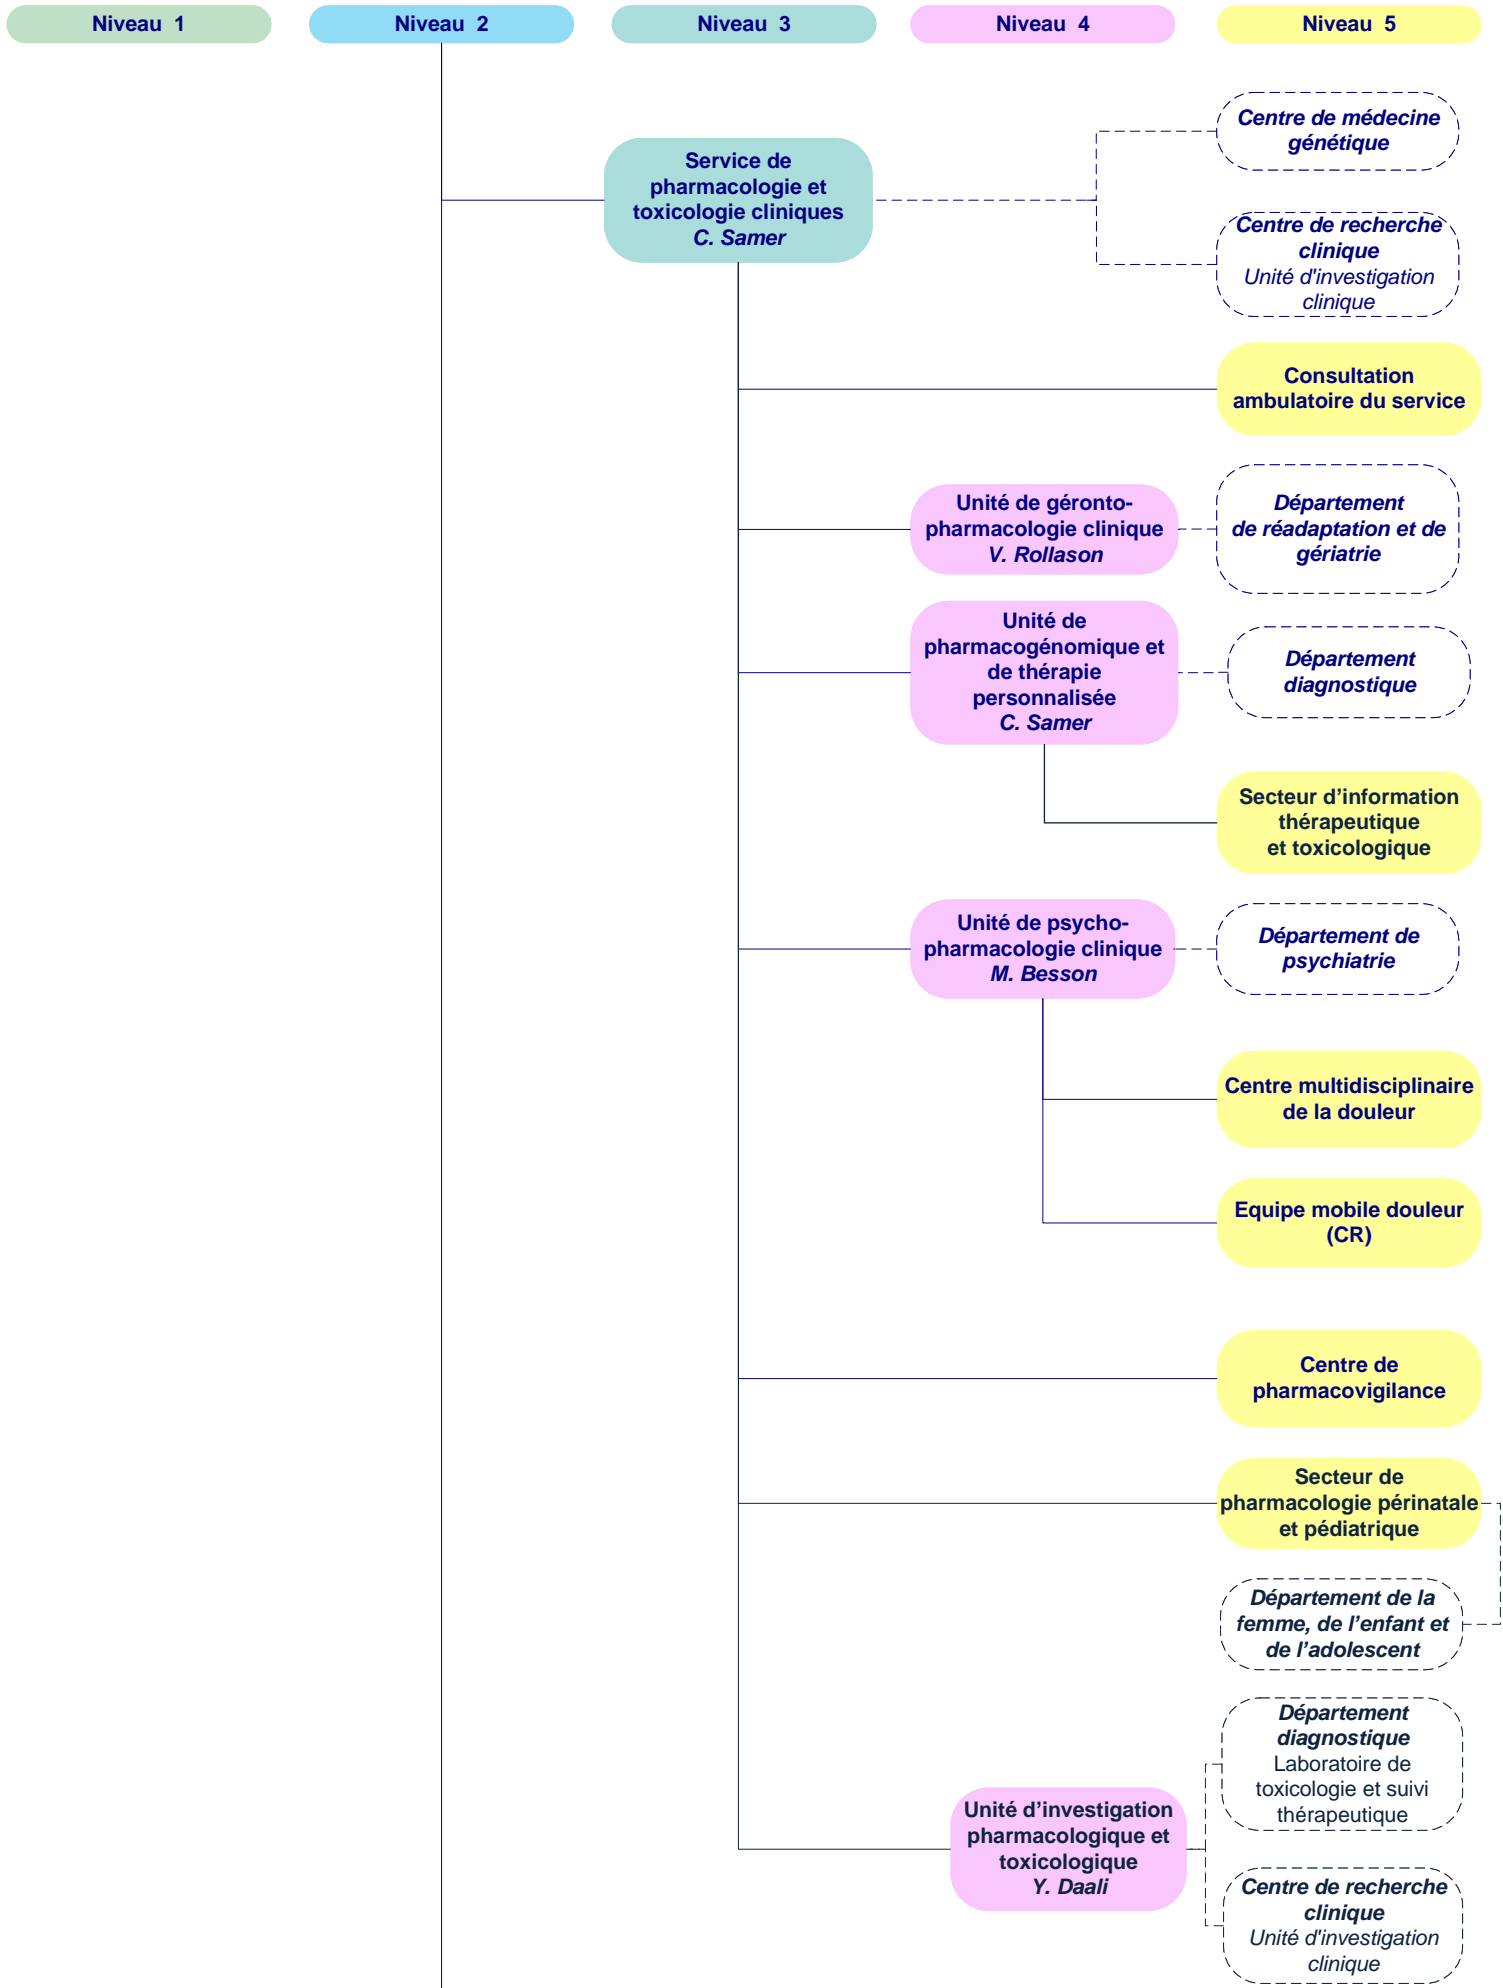 Niveau 1
Niveau 2
Niveau 3
Niveau 4
Niveau 5
Centre de médecine
génétique
Service de
pharmacologie et
toxicologie cliniques
C. Samer
Centre de recherche
clinique
Unité d'investigation
clinique
Consultation
ambulatoire du service
Unité de géronto-
pharmacologie clinique
V. Rollason
Département
de réadaptation et de
gériatrie
Unité de
pharmacogénomique et
de thérapie
personnalisée
C. Samer
Département
diagnostique
Secteur d’information
thérapeutique
et toxicologique
Unité de psycho-
pharmacologie clinique
M. Besson
Département de
psychiatrie
Centre multidisciplinaire
de la douleur
Equipe mobile douleur
(CR)
Centre de
pharmacovigilance
Secteur de
pharmacologie périnatale
et pédiatrique
Département de la
femme, de l’enfant et
de l’adolescent
Département
diagnostique
Laboratoire de
toxicologie et suivi
thérapeutique
Unité d’investigation
pharmacologique et
toxicologique
Y. Daali
Centre de recherche
clinique
Unité d'investigation
clinique